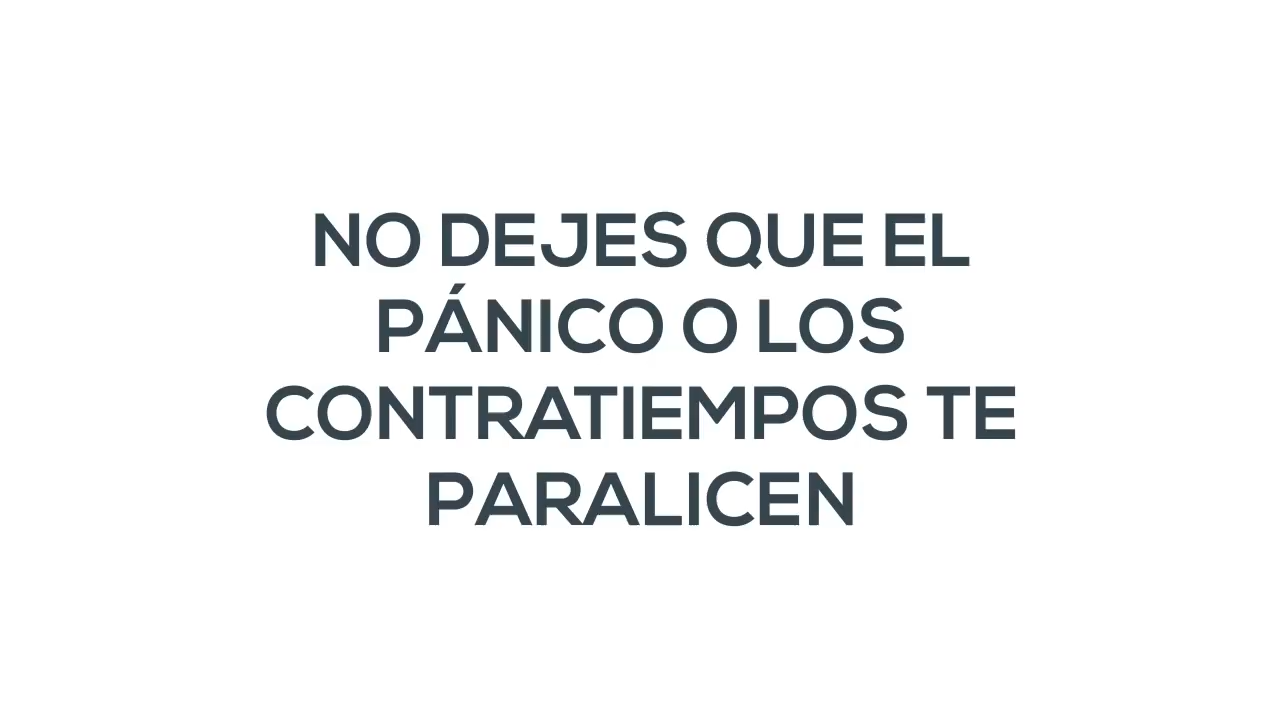 NO DEJES QUE EL
PÁNICO O LOS
CONTRATIEMPOS TE
PARALICEN